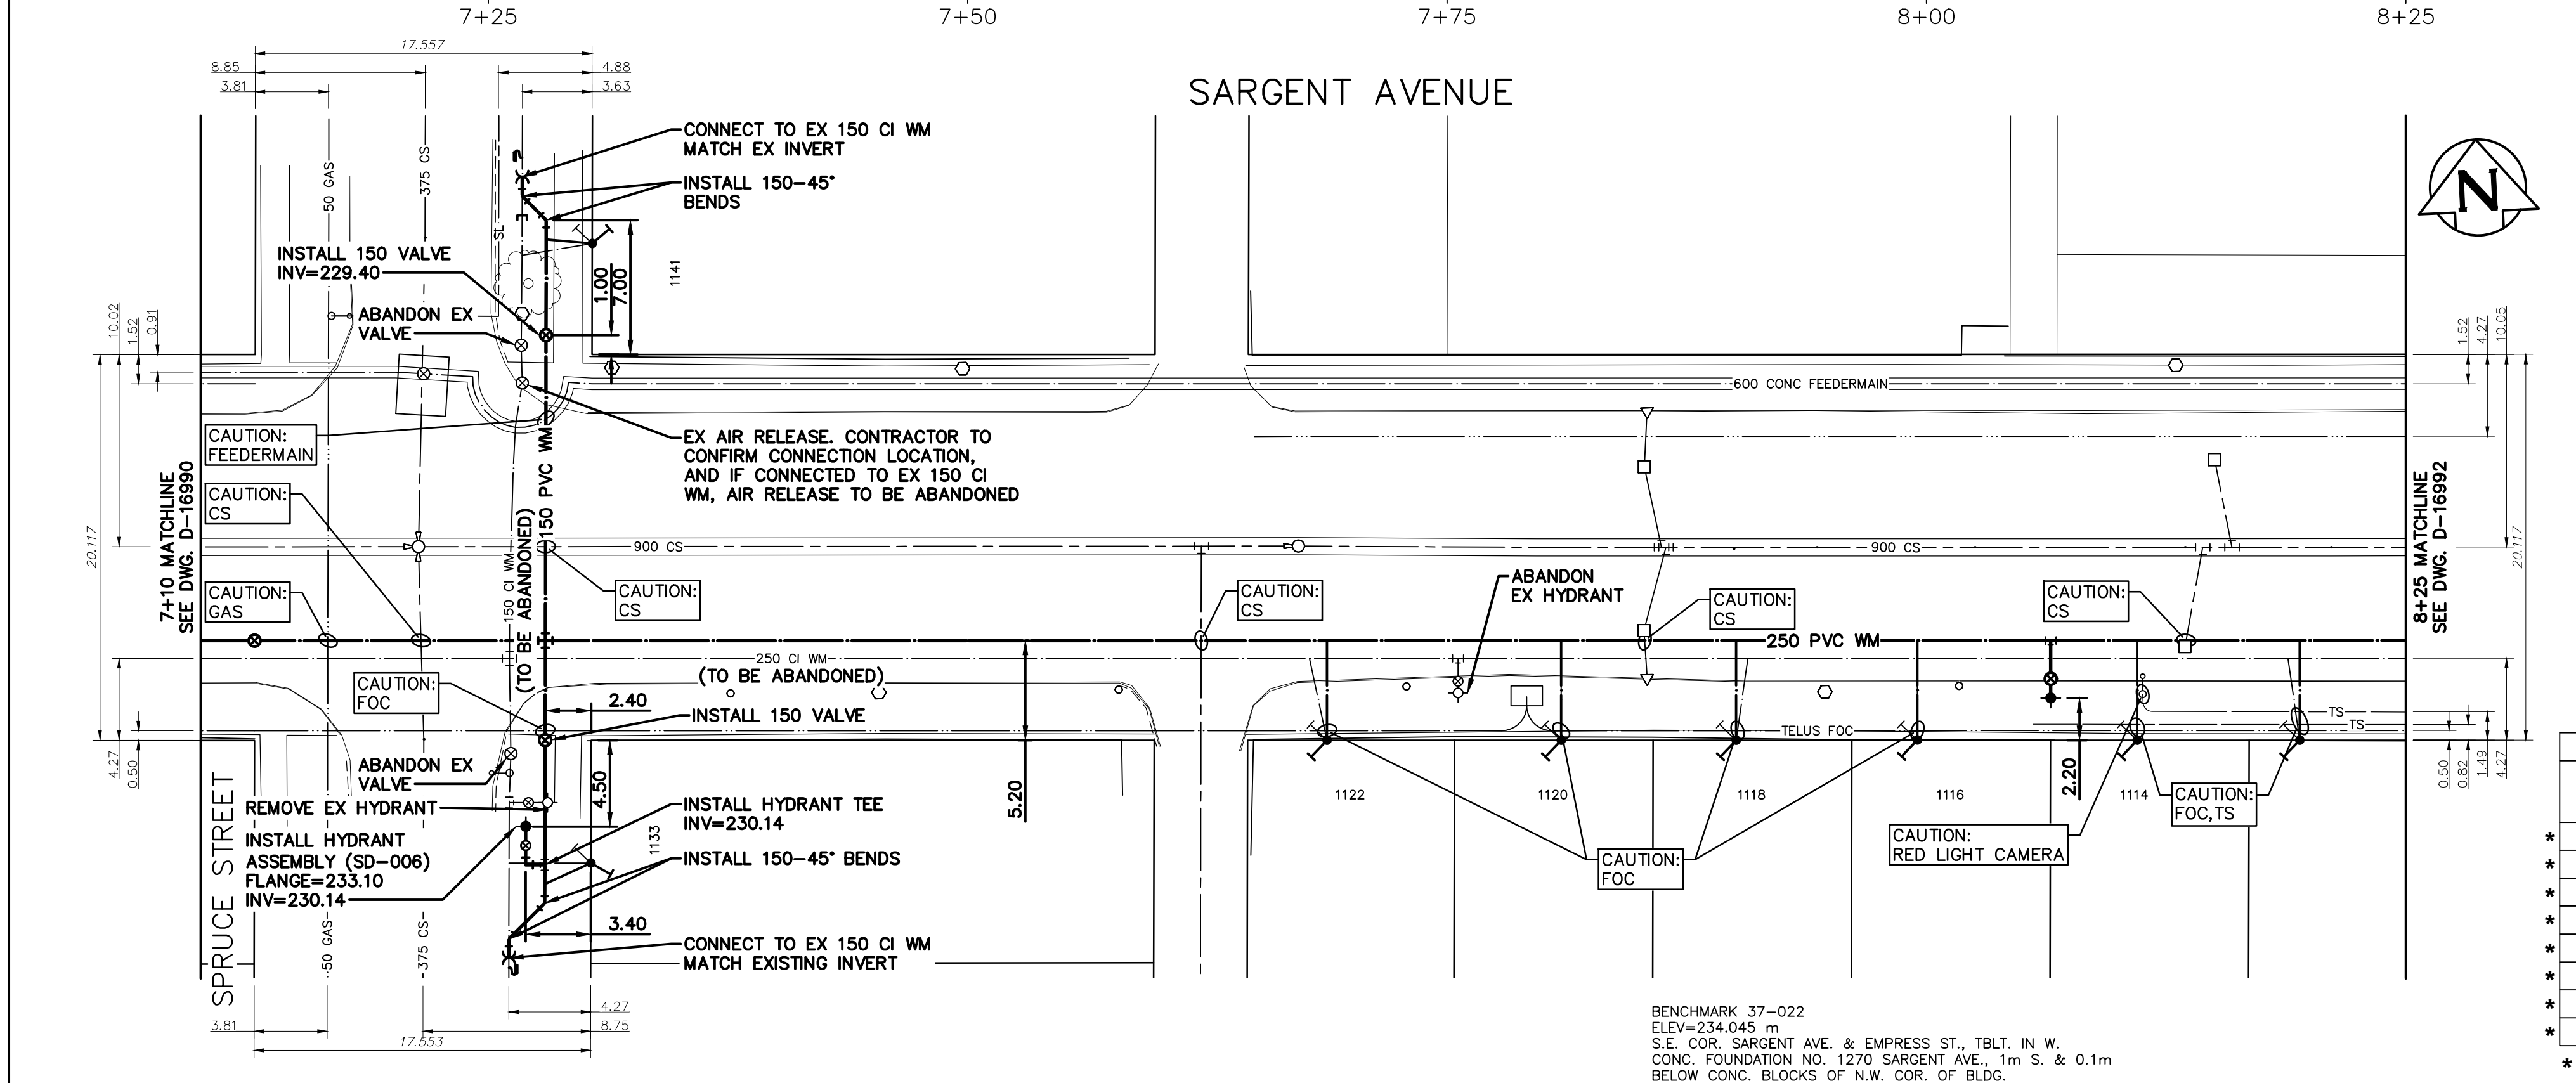 7+25
7+50
7+75
8+00
8+25
17.557
8.85
4.88
3.81
3.63
SARGENT AVENUE
CONNECT TO EX 150 CI WM
MATCH EX INVERT
INSTALL 150-45°
BENDS
50 GAS
375 CS
SL
N
INSTALL 150 VALVE
INV=229.40
1.00
7.00
1141
ABANDON EX
VALVE
10.02
1.52
0.91
1.52
4.27
10.05
600 CONC FEEDERMAIN
CAUTION:
FEEDERMAIN
EX AIR RELEASE. CONTRACTOR TO
CONFIRM CONNECTION LOCATION,
AND IF CONNECTED TO EX 150 CI
WM, AIR RELEASE TO BE ABANDONED
150 PVC WM
7+10 MATCHLINE
SEE DWG. D-16990
CAUTION:
CS
8+25 MATCHLINE
SEE DWG. D-16992
20.117
900 CS
900 CS
20.117
150 CI WM
(TO BE ABANDONED)
CAUTION:
GAS
CAUTION:
CS
CAUTION:
CS
ABANDON
EX HYDRANT
CAUTION:
CS
CAUTION:
CS
250 PVC WM
250 CI WM
(TO BE ABANDONED)
CAUTION:
FOC
2.40
INSTALL 150 VALVE
TELUS FOC
TS
TS
4.27
0.50
ABANDON EX
VALVE
4.50
5.20
2.20
0.50
0.82
1.49
4.27
1122
1120
1118
1116
1114
CAUTION:
FOC,TS
REMOVE EX HYDRANT
INSTALL HYDRANT TEE
INV=230.14
INSTALL HYDRANT
ASSEMBLY (SD-006)
FLANGE=233.10
INV=230.14
1133
INSTALL 150-45° BENDS
CAUTION:
FOC
CAUTION:
RED LIGHT CAMERA
SPRUCE STREET
50 GAS
375 CS
3.40
CONNECT TO EX 150 CI WM
MATCH EXISTING INVERT
4.27
3.81
8.75
17.553
BENCHMARK 37-022
ELEV=234.045 m
S.E. COR. SARGENT AVE. & EMPRESS ST., TBLT. IN W.
CONC. FOUNDATION NO. 1270 SARGENT AVE., 1m S. & 0.1m
BELOW CONC. BLOCKS OF N.W. COR. OF BLDG.
*
*
*
*
*
*
*
*
*